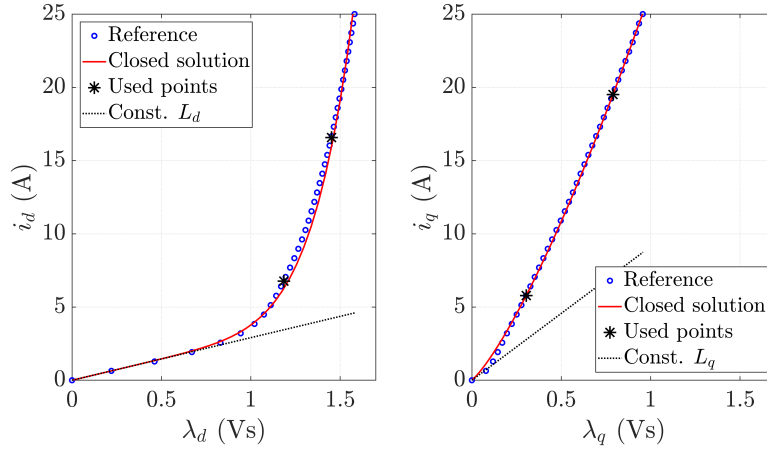 25
20
15
10
5
0
i_d (A)
Reference
Closed solution
Used points
Const. L_d
0
0.5
1
1.5
λ_d (Vs)
25
20
15
10
5
0
i_q (A)
Reference
Closed solution
Used points
Const. L_q
0
0.5
1
1.5
λ_q (Vs)